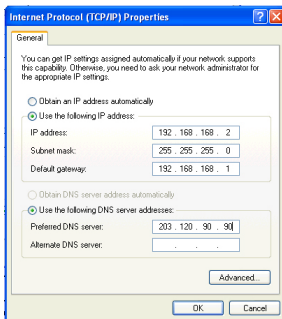 Internet Protocol (TCP/IP) Properties
General
You can get IP settings assigned automatically if your network supports
this capability. Otherwise, you need to ask your network administrator for
the appropriate IP settings.
Obtain an IP address automatically
Use the following IP address:
IP address: 192 . 168 . 168 . 2
Subnet mask: 255 . 255 . 255 . 0
Default gateway: 192 . 168 . 168 . 1
Obtain DNS server address automatically
Use the following DNS server addresses:
Preferred DNS server: 203 . 120 . 90 . 90
Alternate DNS server: . . .
Advanced...
OK Cancel